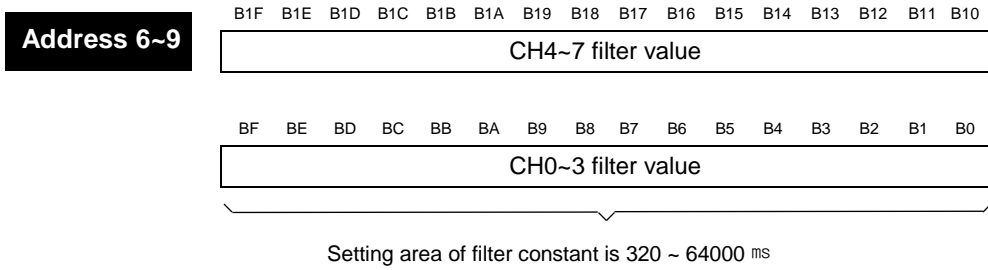 B1F B1E B1D B1C B1B B1A B19 B18 B17 B16 B15 B14 B13 B12 B11 B10
Address 6~9
CH4~7 filter value
BF BE BD BC BB BA B9 B8 B7 B6 B5 B4 B3 B2 B1 B0
CH0~3 filter value
Setting area of filter constant is 320 ~ 64000 ㎳